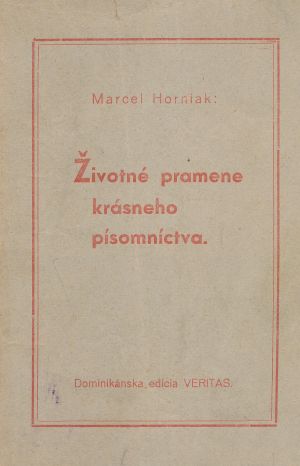 Marcel Horniak:
Životné pramene
krásneho
písomníctva.
Dominikánska edícia VERITAS.